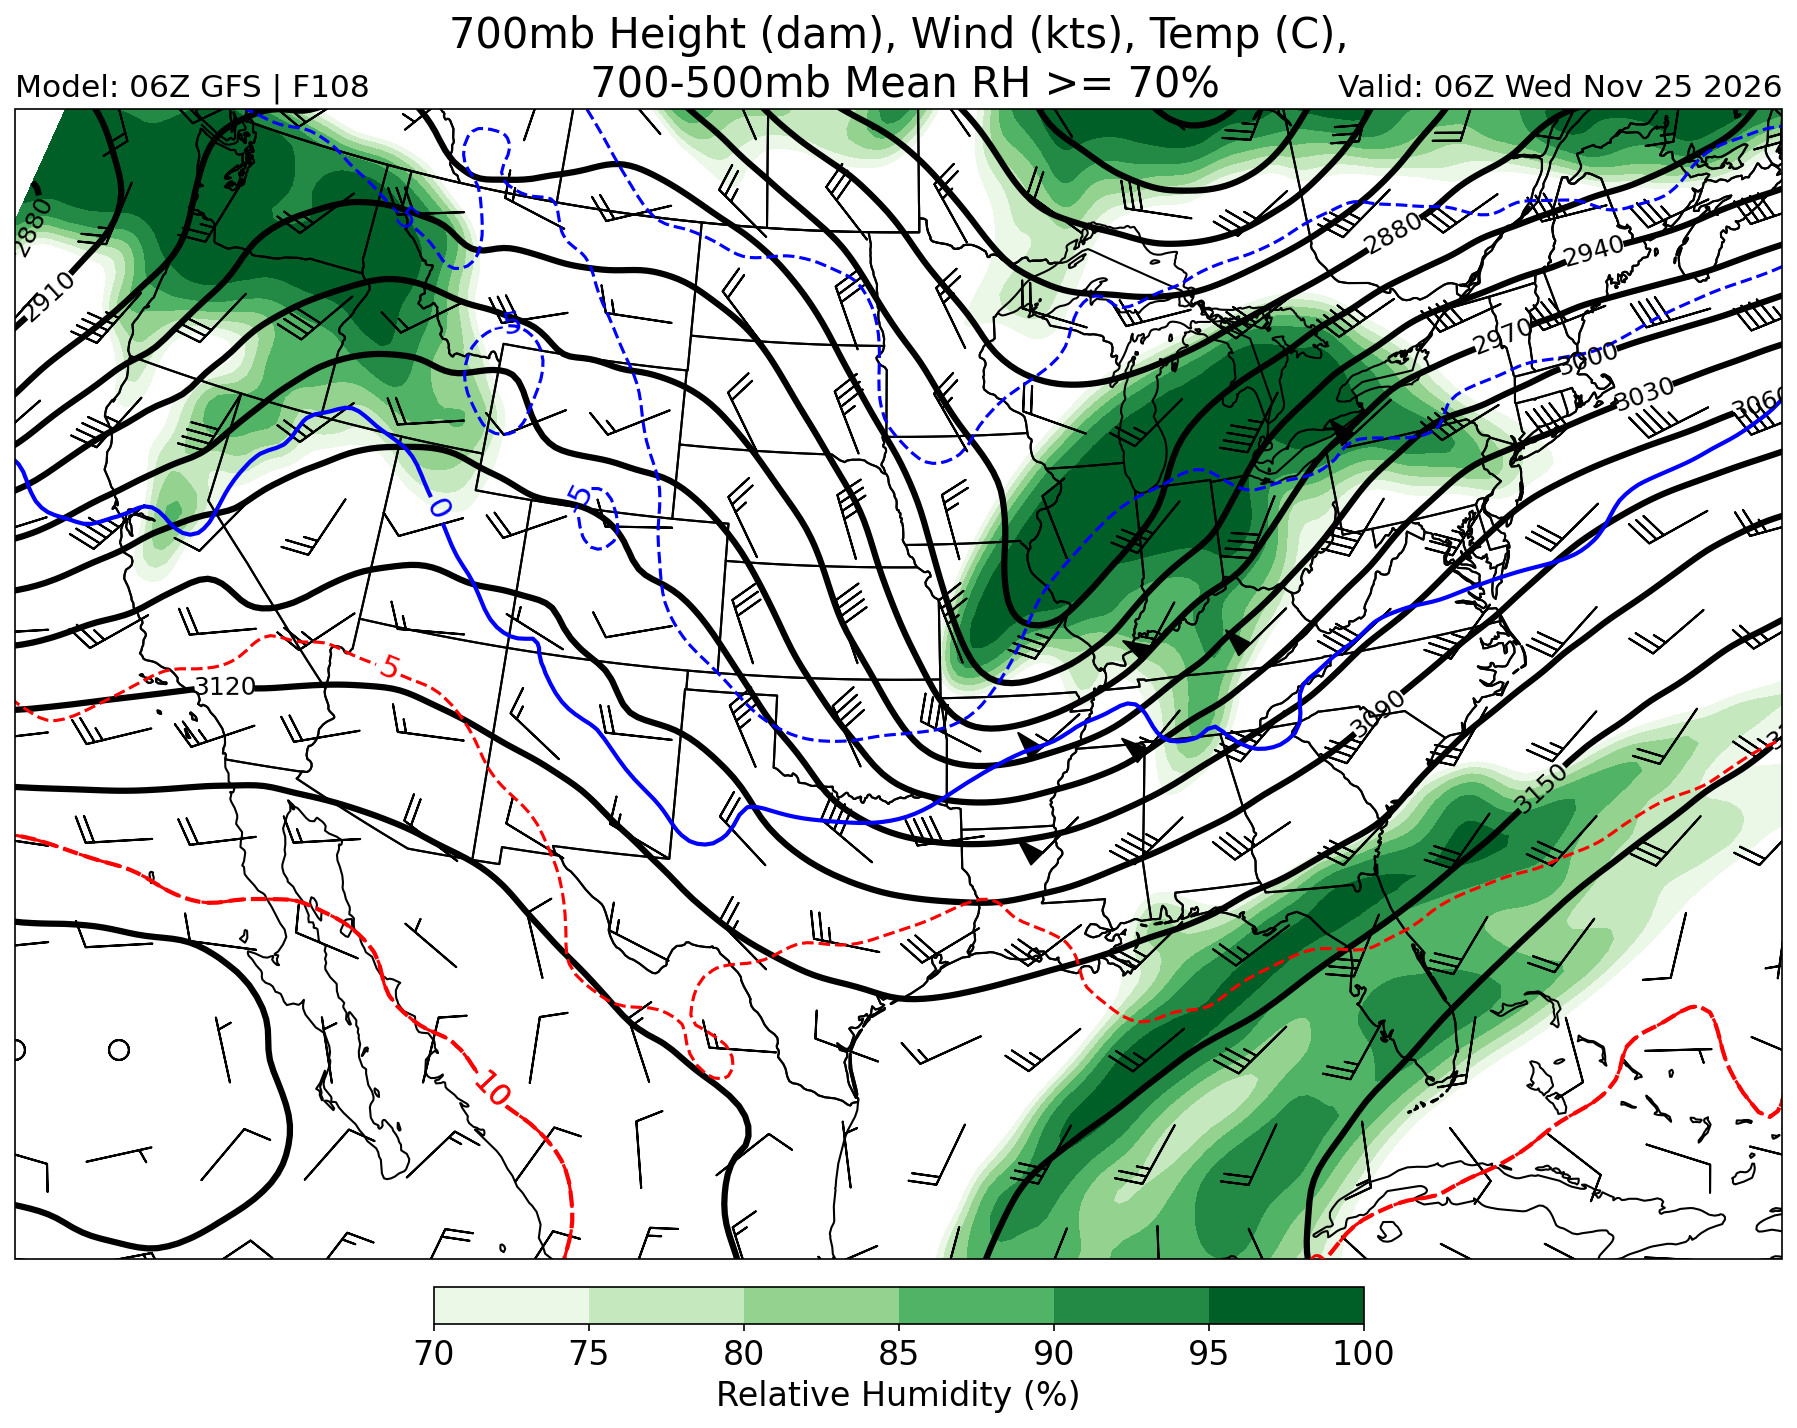 700mb Height (dam), Wind (kts), Temp (C),
700-500mb Mean RH >= 70%
Model: 06Z GFS | F108
Valid: 06Z Wed Nov 25 2026
2880
2910
2880
2940
2970
3000
3030
3060
5
5
0
5
3120
3090
3150
10
70 75 80 85 90 95 100
Relative Humidity (%)